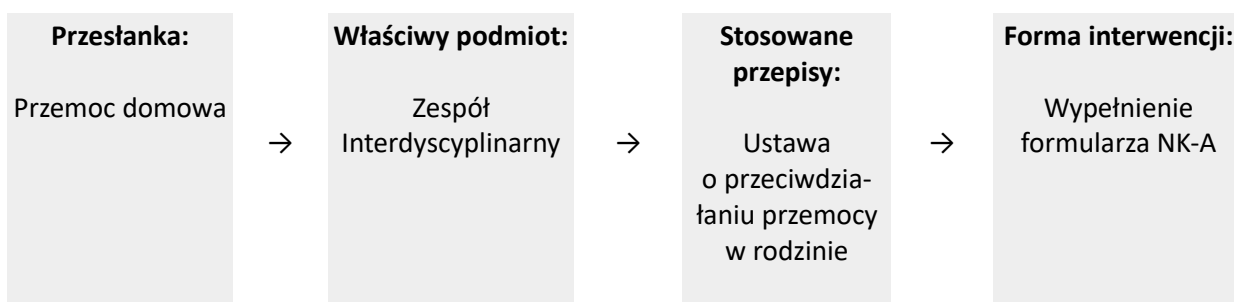 Przesłanka:
Przemoc domowa
→
Właściwy podmiot:
Zespół
Interdyscyplinarny
→
Stosowane
przepisy:
Ustawa
o przeciwdzia-
łaniu przemocy
w rodzinie
→
Forma interwencji:
Wypełnienie
formularza NK-A